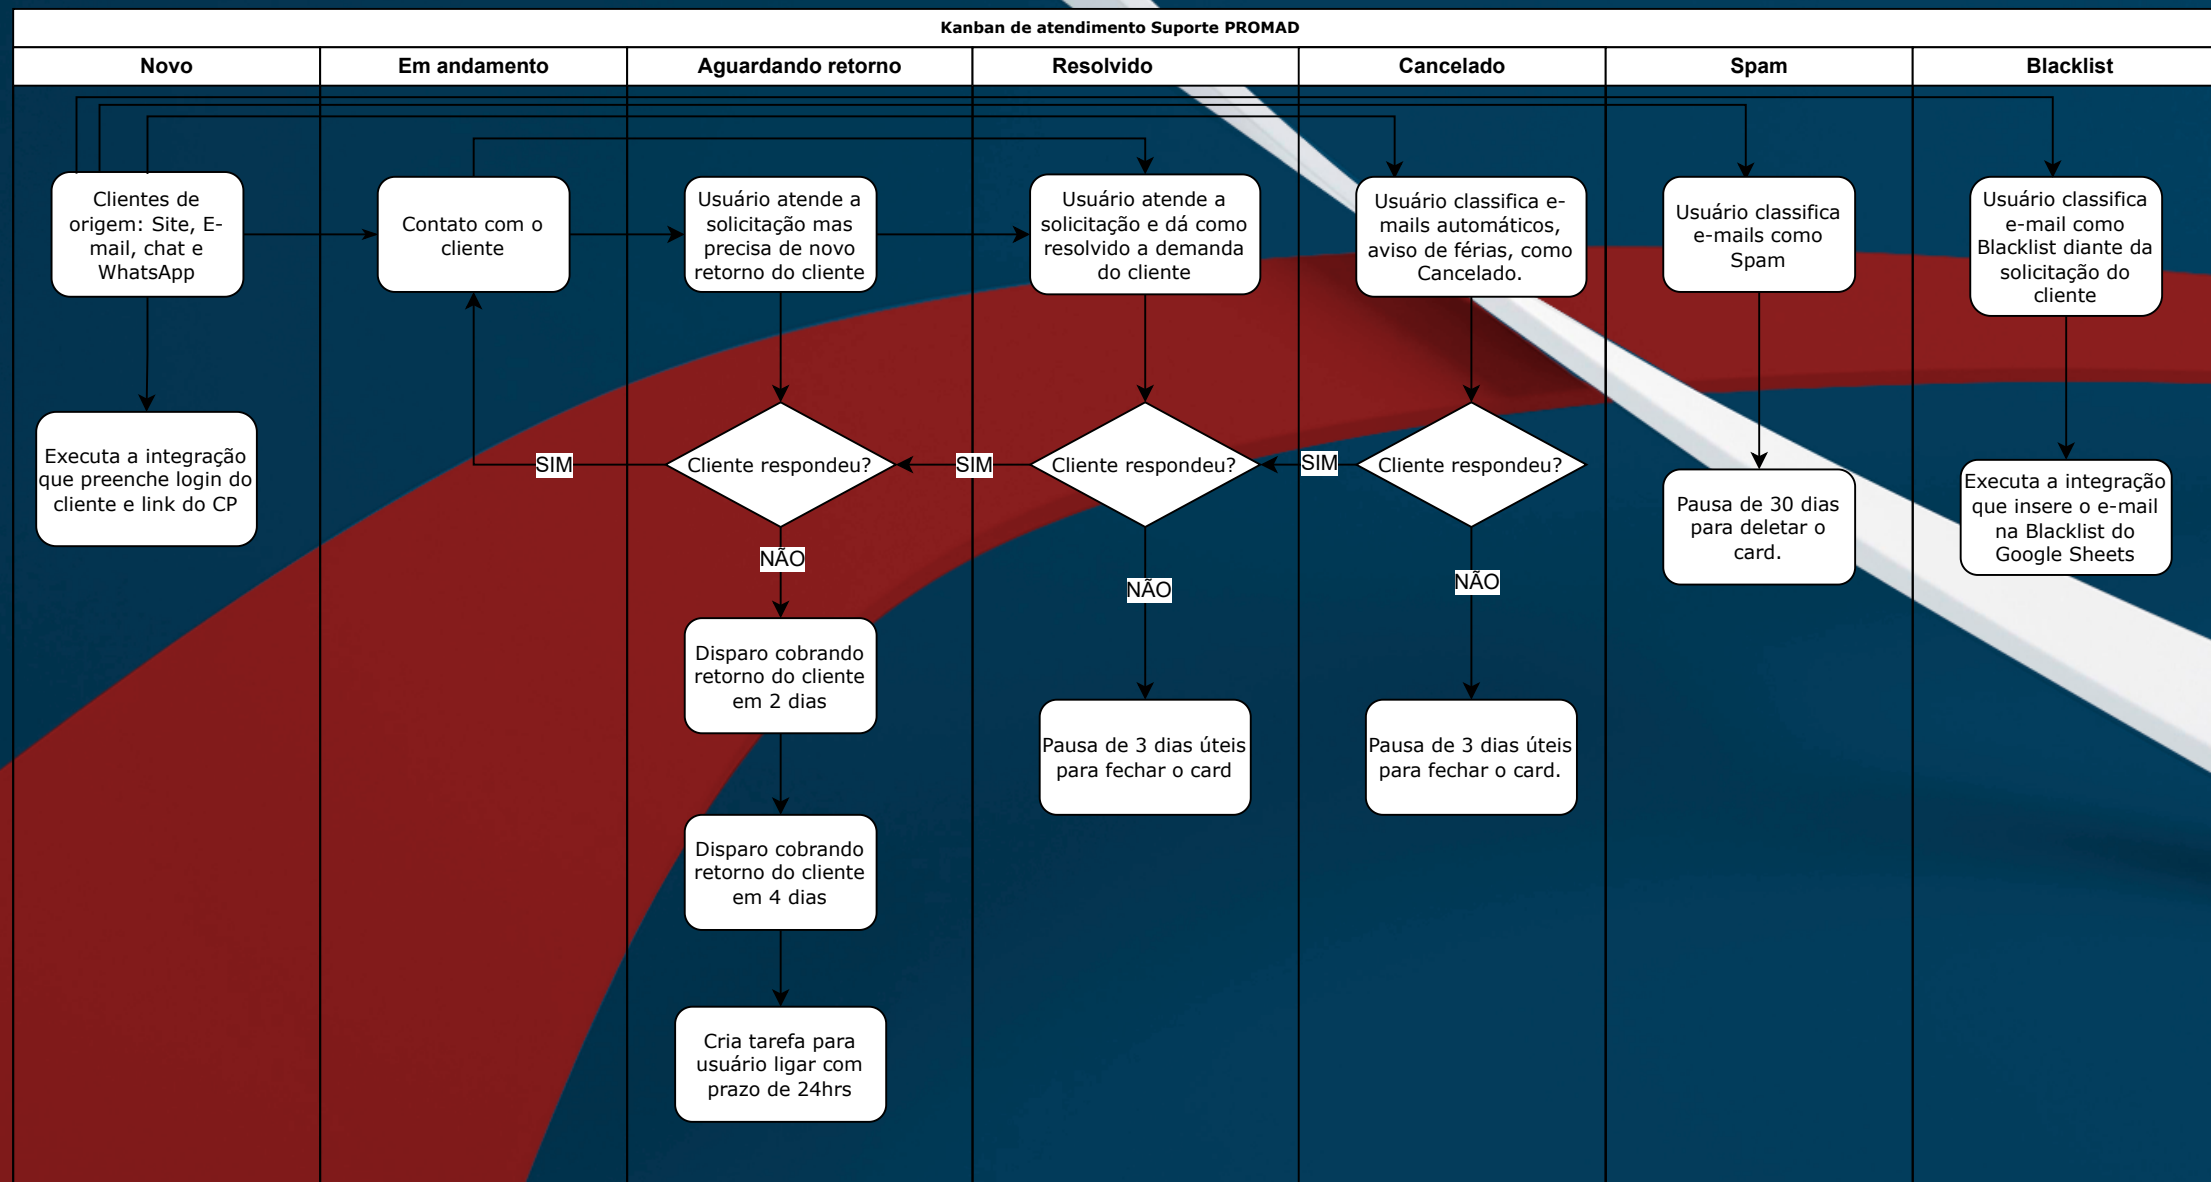 Kanban de atendimento Suporte PROMAD
Novo
Em andamento
Aguardando retorno
Resolvido
Cancelado
Spam
Blacklist
Clientes de
origem: Site, E-
mail, chat e
WhatsApp
Contato com o
cliente
Usuário atende a
solicitação mas
precisa de novo
retorno do cliente
Usuário atende a
solicitação e dá como
resolvido a demanda
do cliente
Usuário classifica e-
mails automáticos,
aviso de férias, como
Cancelado.
Usuário classifica
e-mails como
Spam
Usuário classifica
e-mail como
Blacklist diante da
solicitação do
cliente
Executa a integração
que preenche login do
cliente e link do CP
SIM
Cliente respondeu?
SIM
Cliente respondeu?
SIM
Cliente respondeu?
Pausa de 30 dias
para deletar o
card.
Executa a integração
que insere o e-mail
na Blacklist do
Google Sheets
NÃO
NÃO
NÃO
Disparo cobrando
retorno do cliente
em 2 dias
Pausa de 3 dias úteis
para fechar o card
Pausa de 3 dias úteis
para fechar o card.
Disparo cobrando
retorno do cliente
em 4 dias
Cria tarefa para
usuário ligar com
prazo de 24hrs